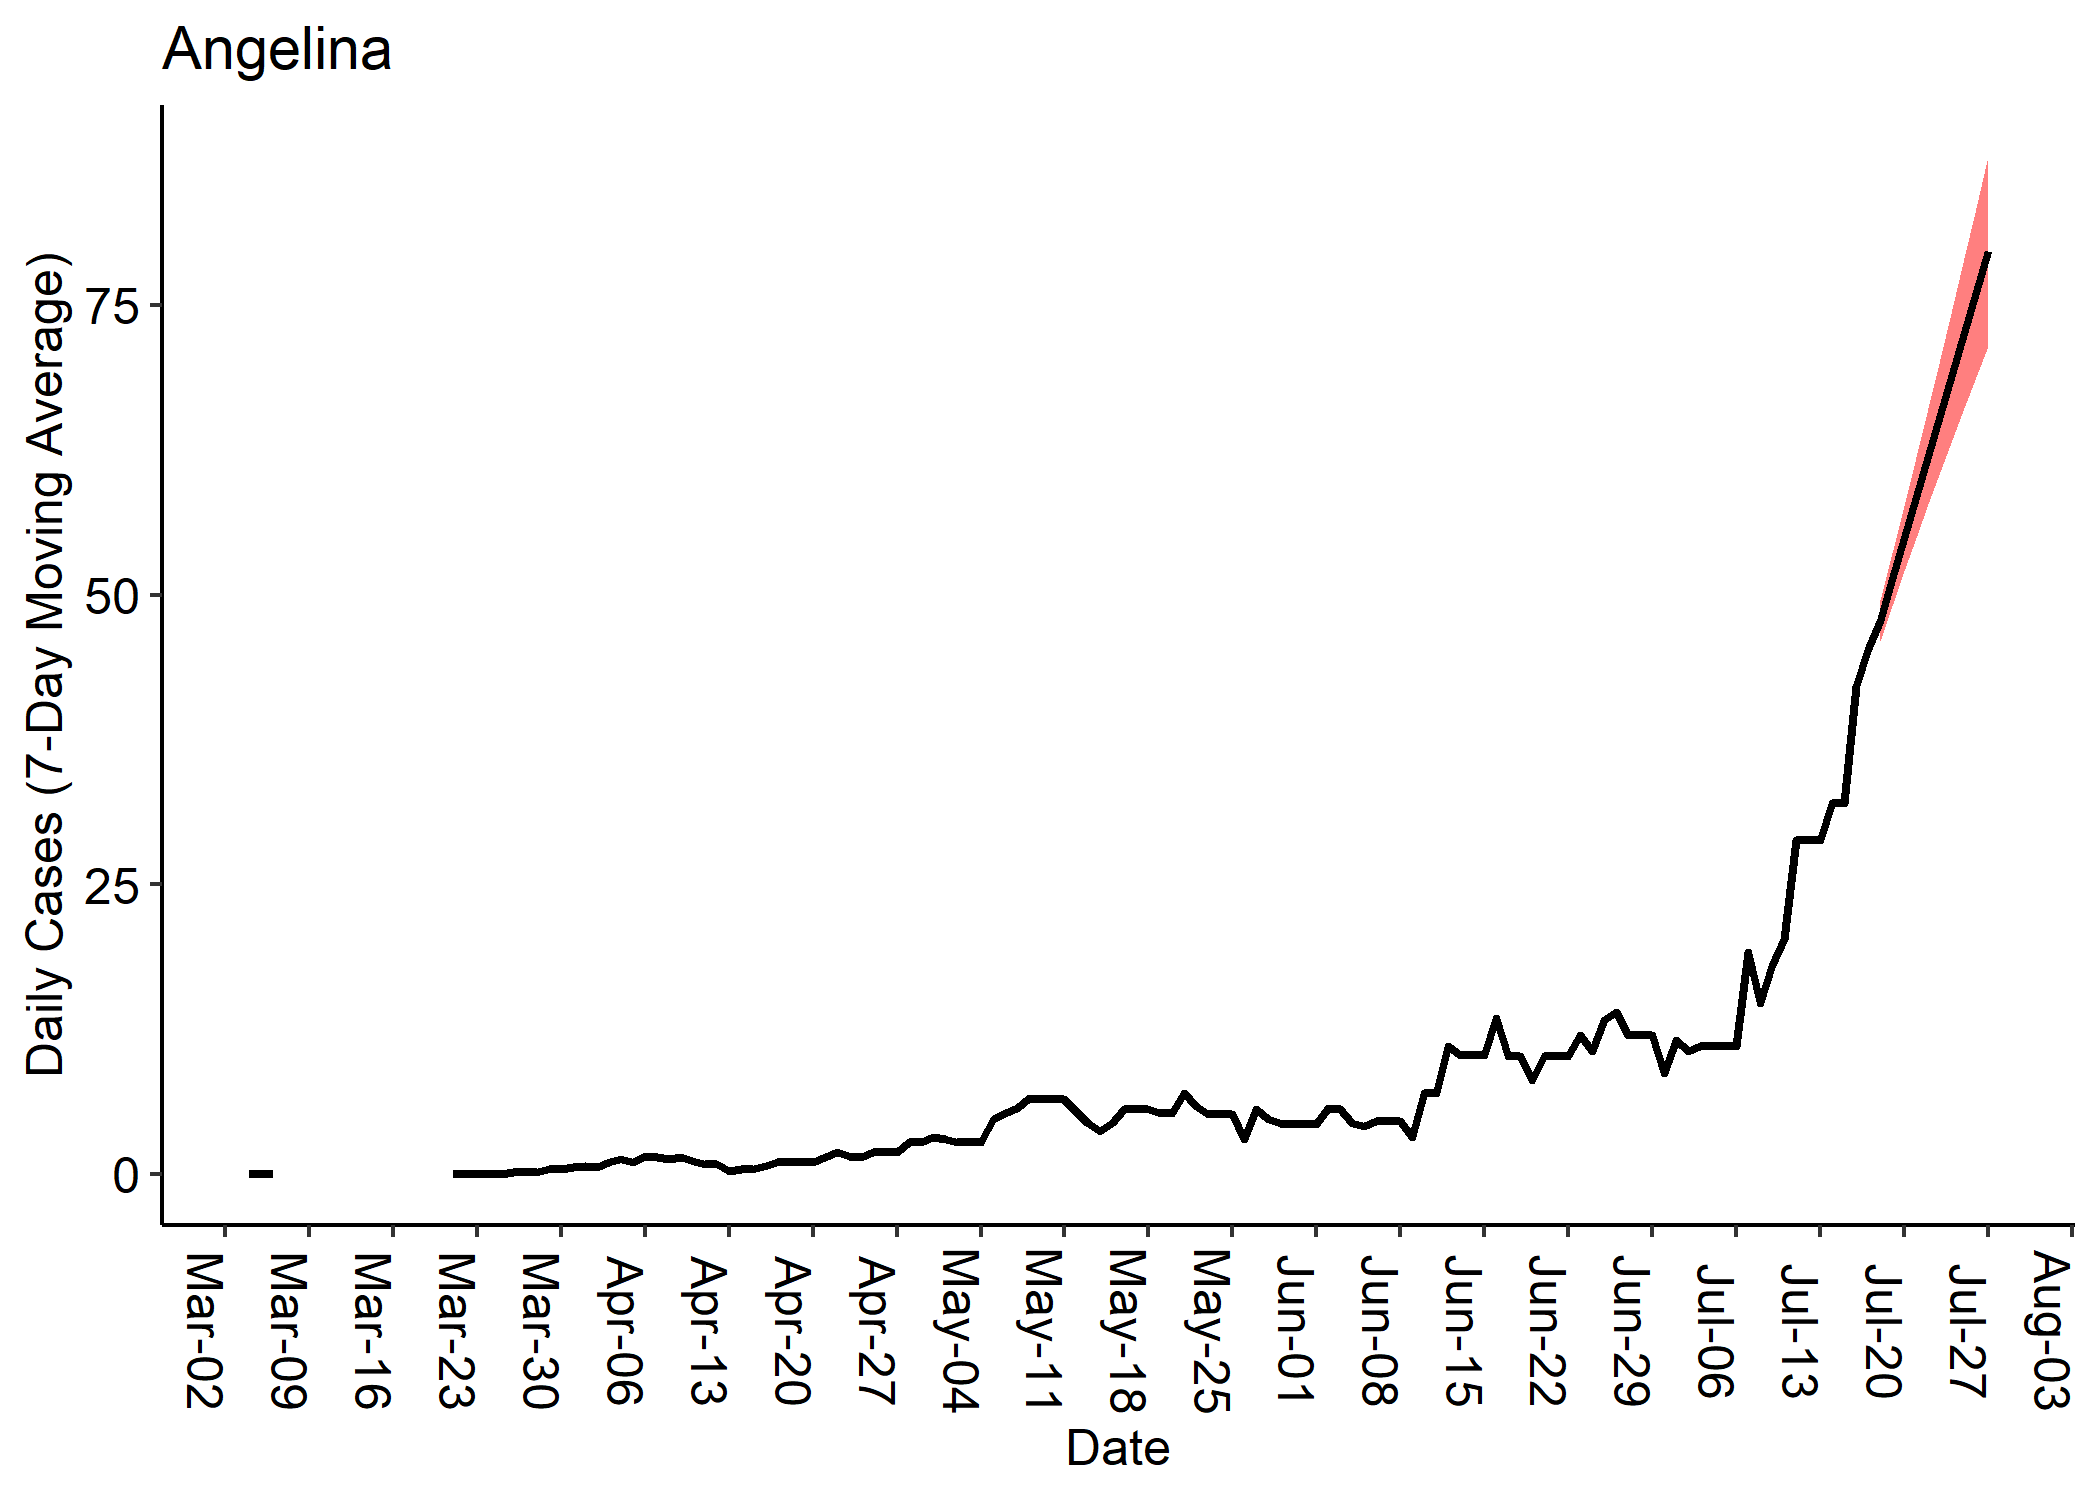 Angelina
Daily Cases (7-Day Moving Average)
75
50
25
0
Mar-02
Mar-09
Mar-16
Mar-23
Mar-30
Apr-06
Apr-13
Apr-20
Apr-27
May-04
May-11
May-18
May-25
Jun-01
Jun-08
Jun-15
Jun-22
Jun-29
Jul-06
Jul-13
Jul-20
Jul-27
Aug-03
Date